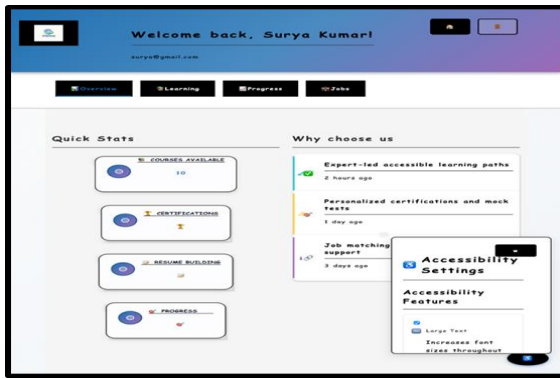 Welcome back, Surya Kumar!
surya@gmail.com
Overview
Learning
Progress
Jobs
Quick Stats
COURSES AVAILABLE
10
CERTIFICATIONS
RESUME BUILDING
PROGRESS
Why choose us
Expert-led accessible learning paths
2 hours ago
Personalized certifications and mock
tests
1 day ago
Job matching
support
3 days ago
Accessibility
Settings
Accessibility
Features
Large Text
Increases font
sizes throughout